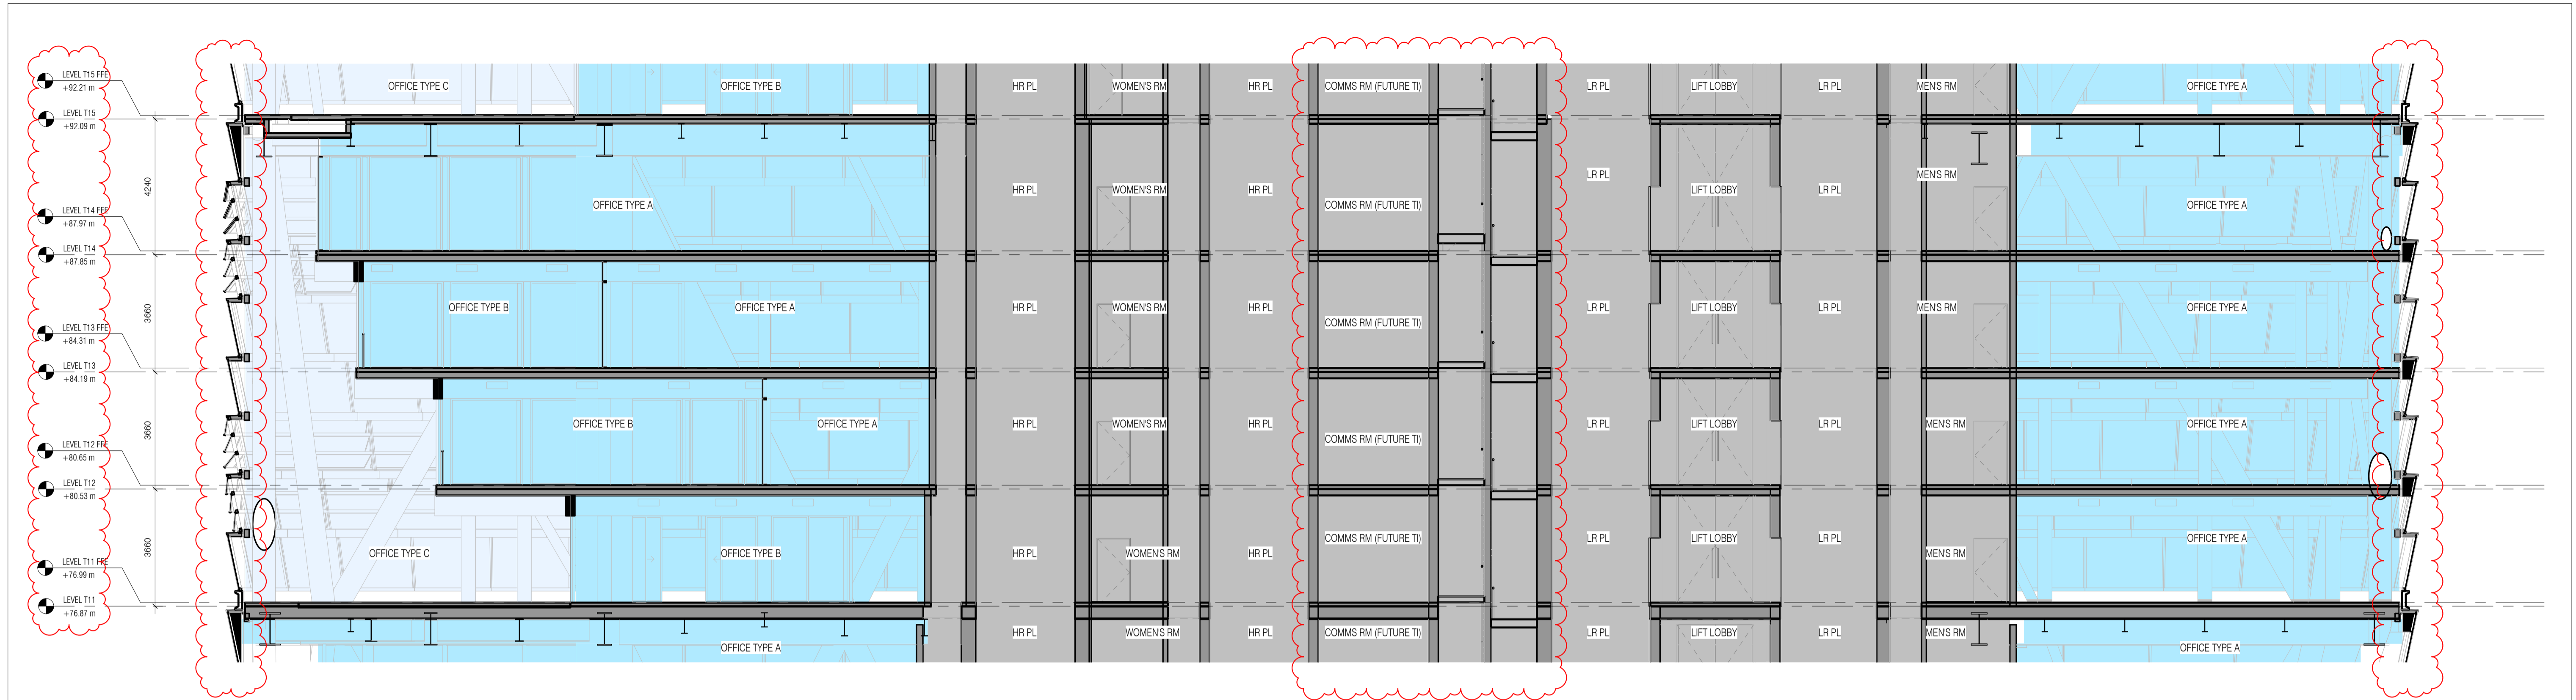 LEVEL T15 FFE
+92.21 m
OFFICE TYPE C
OFFICE TYPE B
HR PL
WOMEN'S RM
HR PL
COMMS RM (FUTURE TI)
LR PL
LIFT LOBBY
LR PL
MEN'S RM
OFFICE TYPE A
LEVEL T15
+92.09 m
4240
OFFICE TYPE A
HR PL
WOMEN'S RM
HR PL
COMMS RM (FUTURE TI)
LR PL
LIFT LOBBY
LR PL
MEN'S RM
OFFICE TYPE A
LEVEL T14 FFE
+87.97 m
LEVEL T14
+87.85 m
3660
OFFICE TYPE B
OFFICE TYPE A
HR PL
WOMEN'S RM
HR PL
COMMS RM (FUTURE TI)
LR PL
LIFT LOBBY
LR PL
MEN'S RM
OFFICE TYPE A
LEVEL T13 FFE
+84.31 m
LEVEL T13
+84.19 m
3660
OFFICE TYPE B
OFFICE TYPE A
HR PL
WOMEN'S RM
HR PL
COMMS RM (FUTURE TI)
LR PL
LIFT LOBBY
LR PL
MEN'S RM
OFFICE TYPE A
LEVEL T12 FFE
+80.65 m
LEVEL T12
+80.53 m
3660
OFFICE TYPE C
OFFICE TYPE B
HR PL
WOMEN'S RM
HR PL
COMMS RM (FUTURE TI)
LR PL
LIFT LOBBY
LR PL
MEN'S RM
OFFICE TYPE A
LEVEL T11 FFE
+76.99 m
LEVEL T11
+76.87 m
OFFICE TYPE A
HR PL
WOMEN'S RM
HR PL
COMMS RM (FUTURE TI)
LR PL
LIFT LOBBY
LR PL
MEN'S RM
OFFICE TYPE A